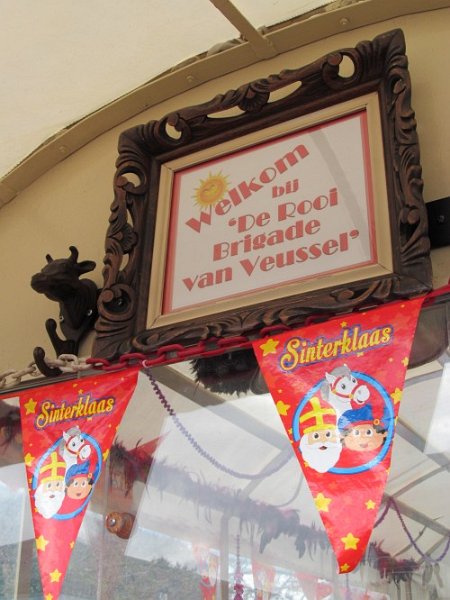 Welkom
bij
'De Rooi
Brigade
van Veussel'
Sinterklaas
Sinterklaas